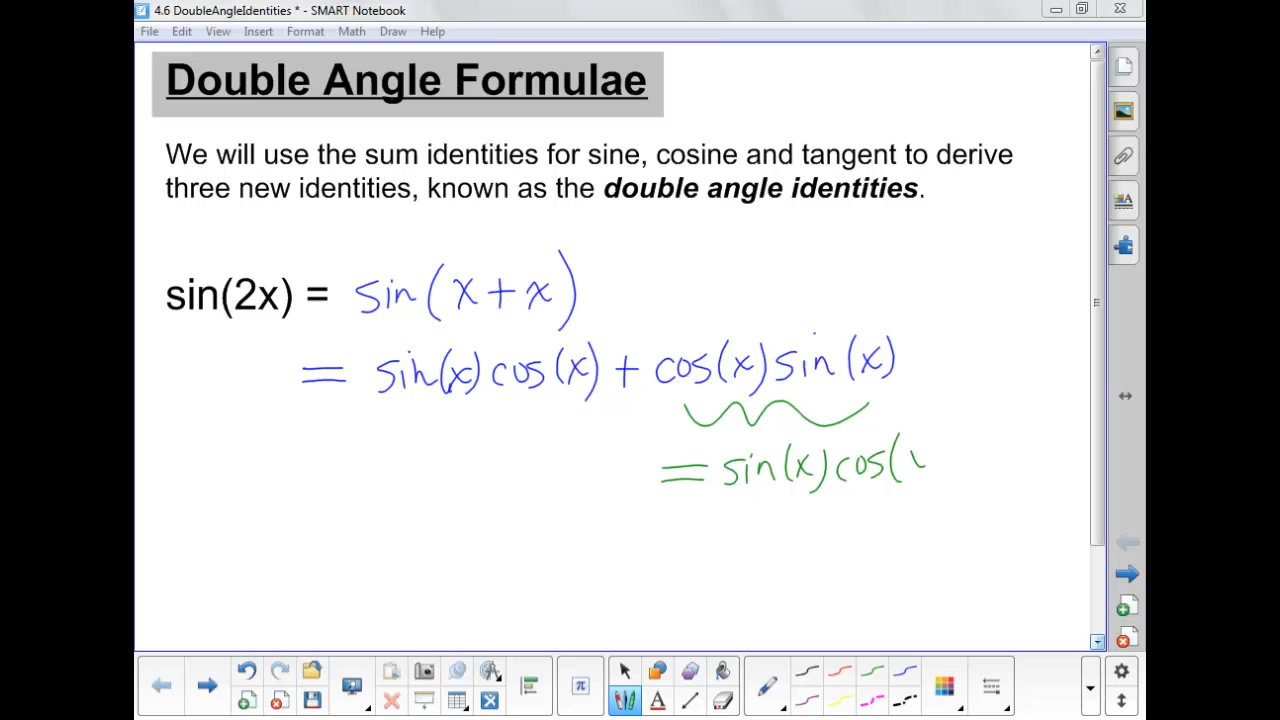 4.6 DoubleAngleIdentities * - SMART Notebook
File Edit View Insert Format Math Draw Help
Double Angle Formulae
We will use the sum identities for sine, cosine and tangent to derive
three new identities, known as the double angle identities.
sin(2x) = sin(x+x)
= sin(x) cos(x) + cos(x) sin(x)
= sin(x) cos(